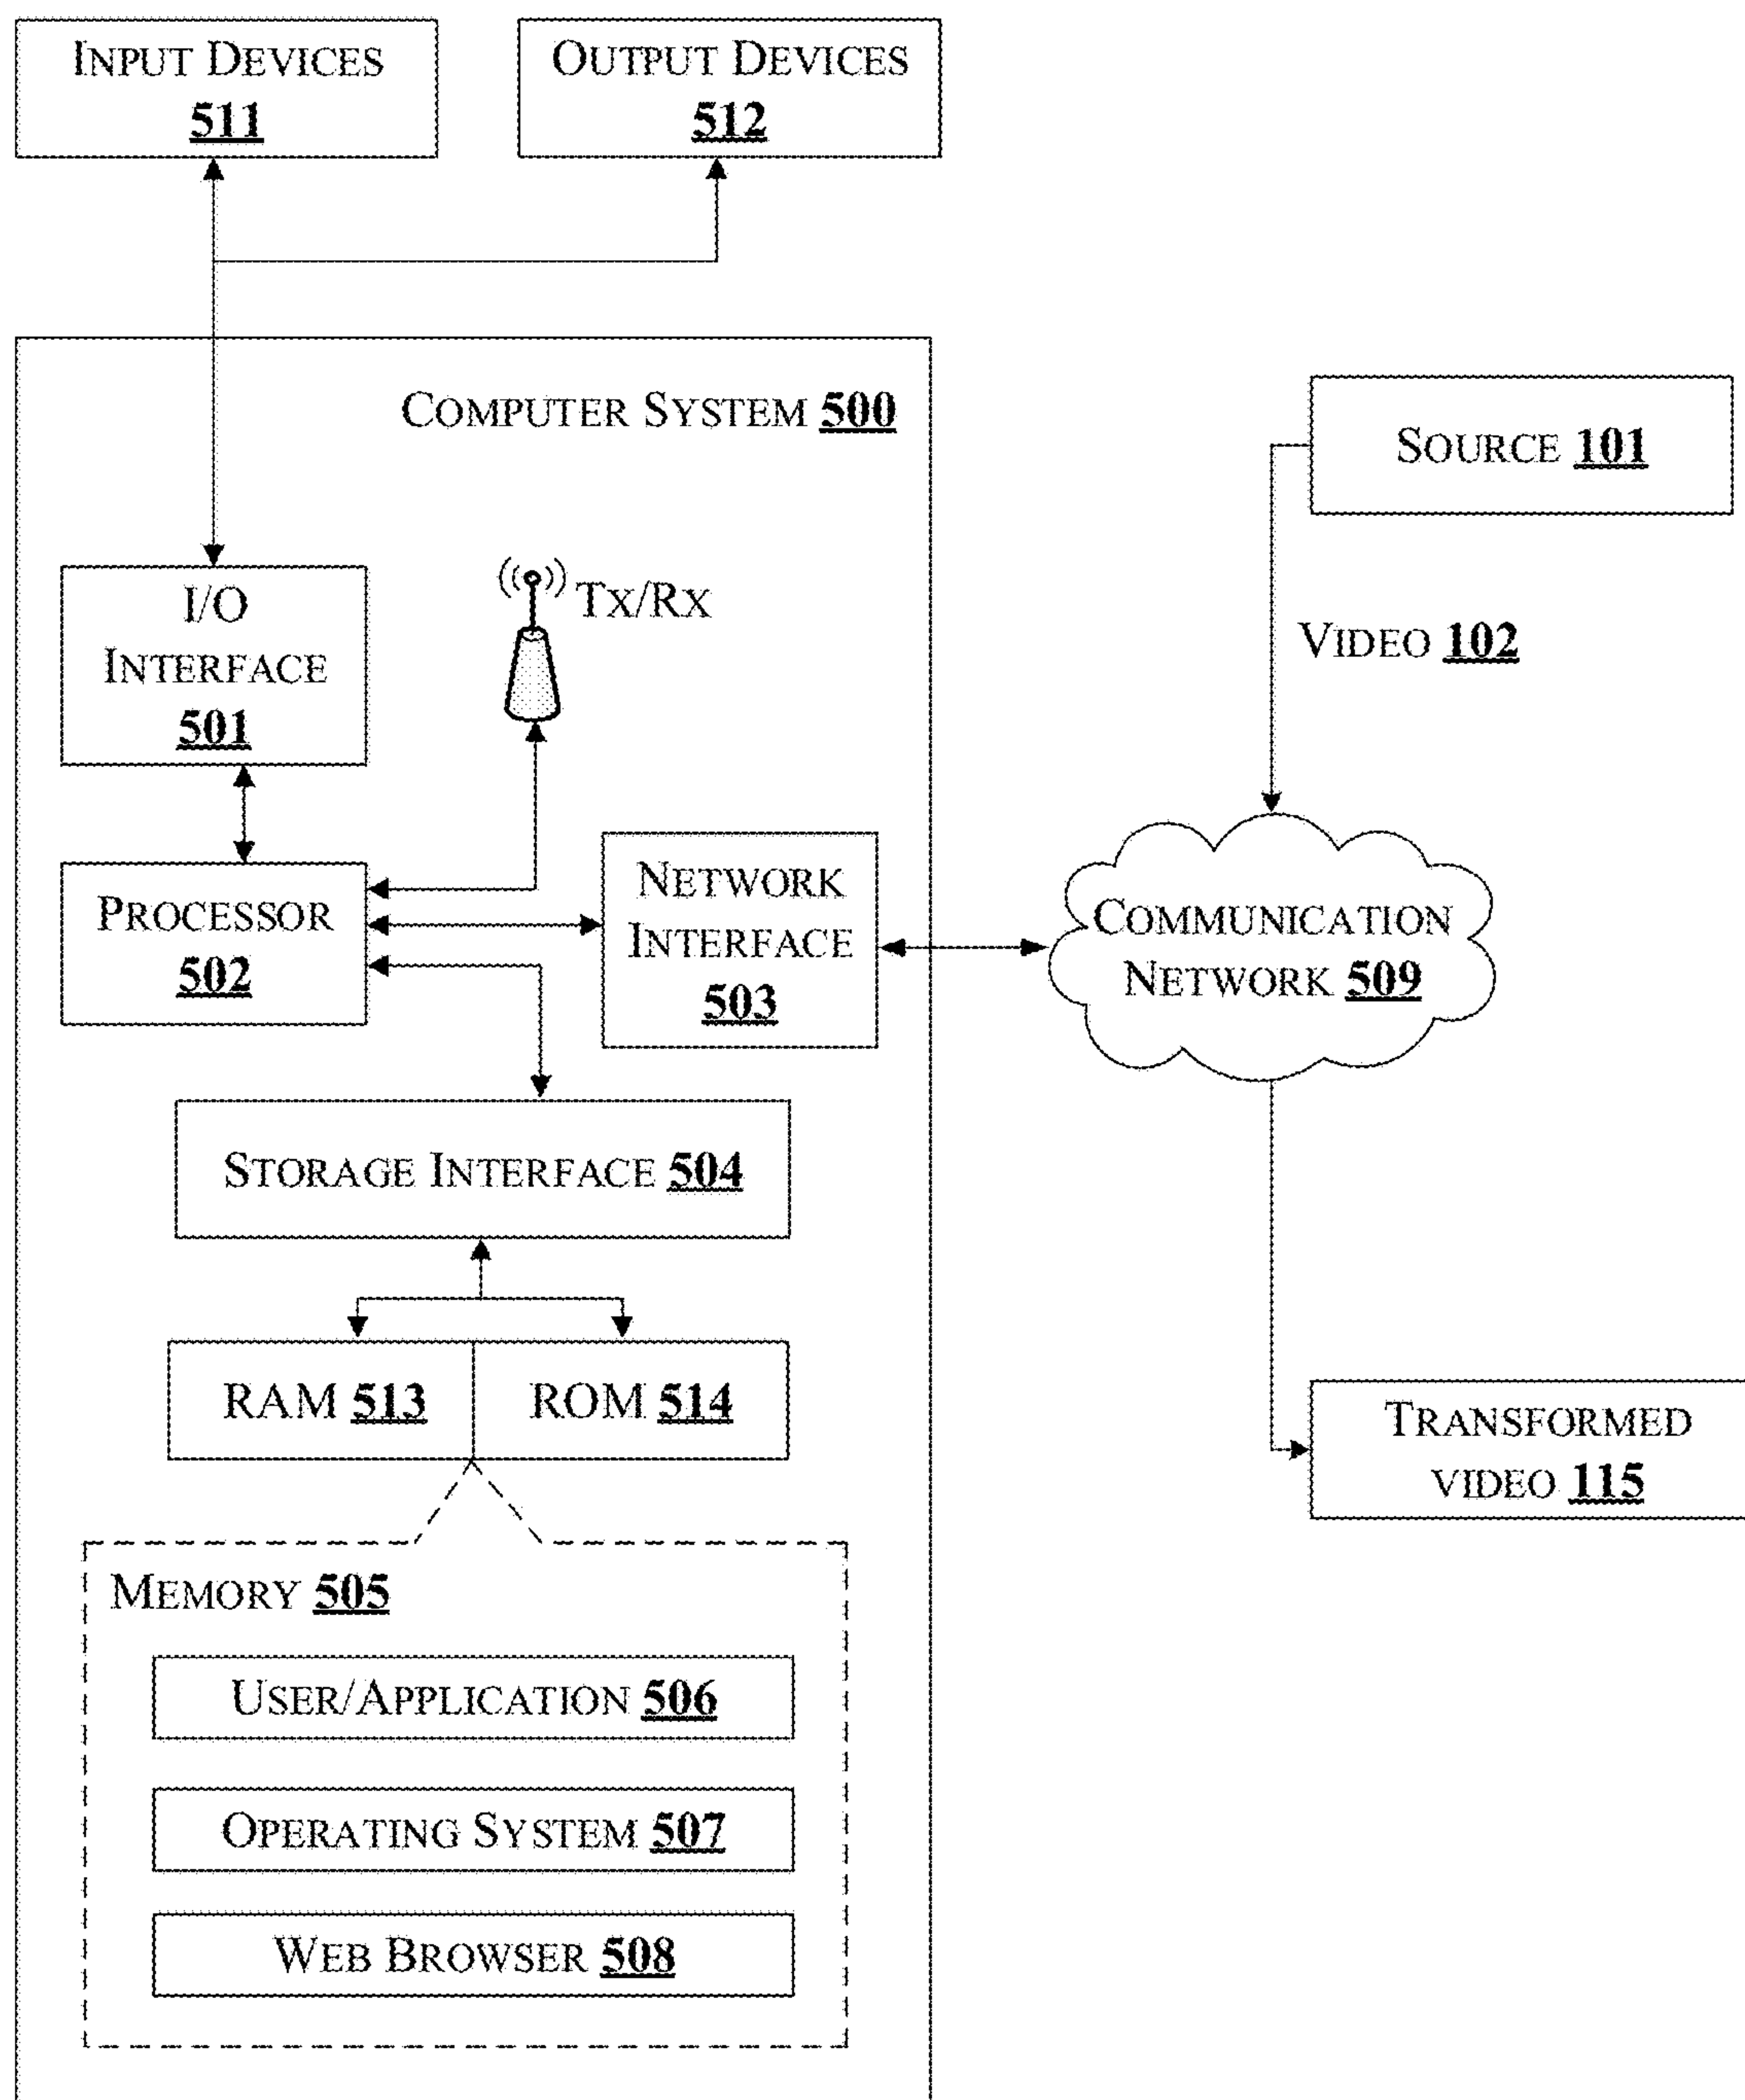 INPUT DEVICES
511
OUTPUT DEVICES
512
COMPUTER SYSTEM 500
SOURCE 101
I/O
INTERFACE
501
TX/RX
VIDEO 102
PROCESSOR
502
NETWORK
INTERFACE
503
COMMUNICATION
NETWORK 509
STORAGE INTERFACE 504
RAM 513
ROM 514
TRANSFORMED
VIDEO 115
MEMORY 505
USER/APPLICATION 506
OPERATING SYSTEM 507
WEB BROWSER 508